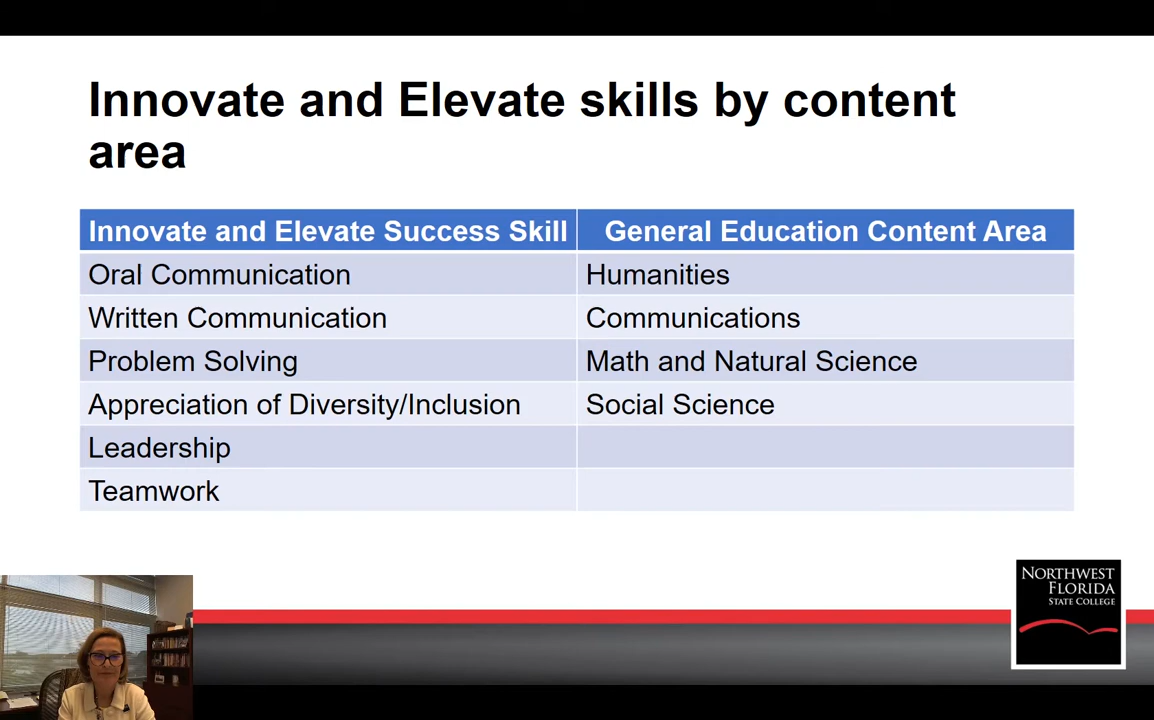 Innovate and Elevate skills by content
area
Innovate and Elevate Success Skill General Education Content Area
Oral Communication Humanities
Written Communication Communications
Problem Solving Math and Natural Science
Appreciation of Diversity/Inclusion Social Science
Leadership
Teamwork
NORTHWEST
FLORIDA
STATE COLLEGE